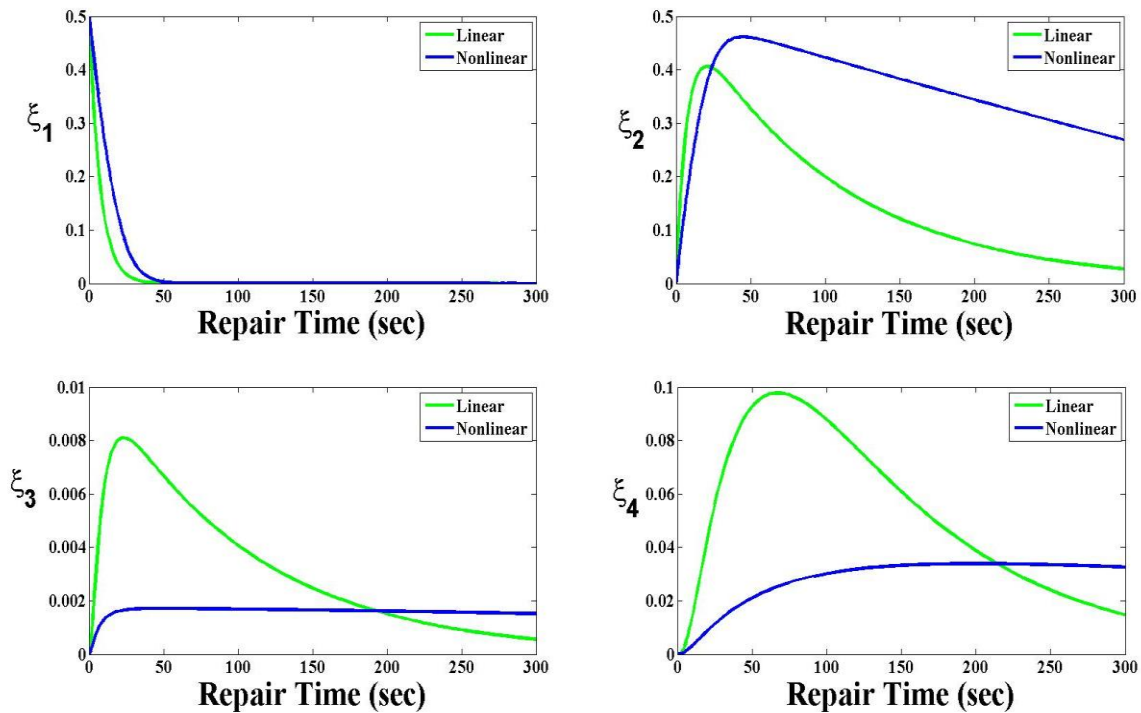 0.5
0.4
0.3
0.2
0.1
0
ξ1
Linear
Nonlinear
0 50 100 150 200 250 300
Repair Time (sec)
0.5
0.4
0.3
0.2
0.1
0
ξ2
Linear
Nonlinear
0 50 100 150 200 250 300
Repair Time (sec)
0.01
0.008
0.006
0.004
0.002
0
ξ3
Linear
Nonlinear
0 50 100 150 200 250 300
Repair Time (sec)
0.1
0.08
0.06
0.04
0.02
0
ξ4
Linear
Nonlinear
0 50 100 150 200 250 300
Repair Time (sec)